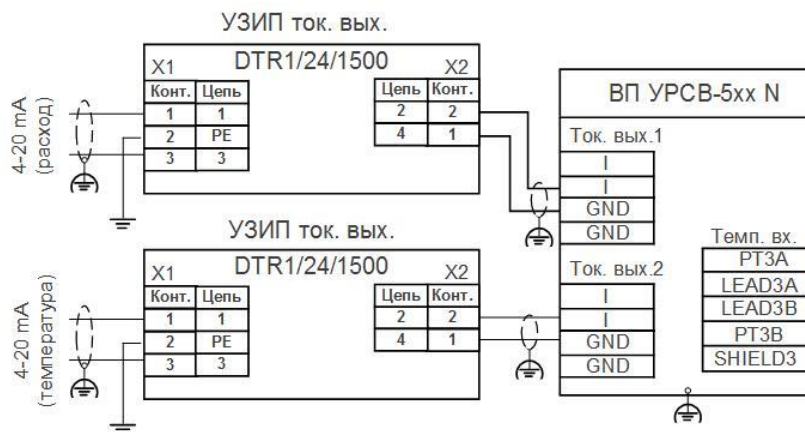 УЗИП ток. вых.
DTR1/24/1500
X1
X2
Конт. Цепь
Цепь Конт.
1 1
2 2
2 PE
4 1
3 3
4-20 mA
(расход)
ВП УРСВ-5хх N
Ток. вых.1
I
I
GND
GND
УЗИП ток. вых.
DTR1/24/1500
X1
X2
Конт. Цепь
Цепь Конт.
1 1
2 2
2 PE
4 1
3 3
4-20 mA
(температура)
Ток. вых.2
I
I
GND
GND
Темп. вх.
PT3A
LEAD3A
LEAD3B
PT3B
SHIELD3